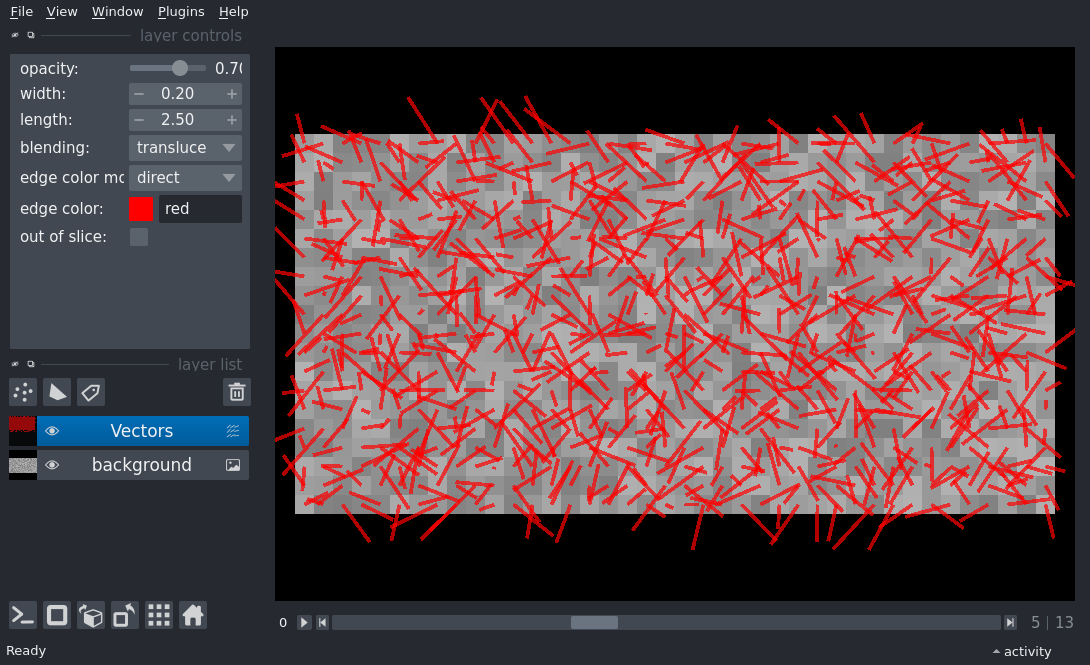 File View Window Plugins Help
layer controls
opacity: 0.70
width: 0.20
length: 2.50
blending: transluce
edge color mo direct
edge color: red
out of slice:
layer list
Vectors
background
0 5 | 13
Ready activity